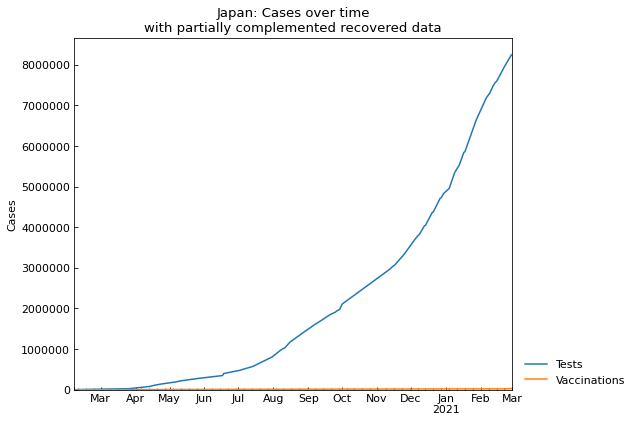 Japan: Cases over time
with partially complemented recovered data
Cases
8000000
7000000
6000000
5000000
4000000
3000000
2000000
1000000
0
Mar Apr May Jun Jul Aug Sep Oct Nov Dec Jan Feb Mar
2021
Tests
Vaccinations